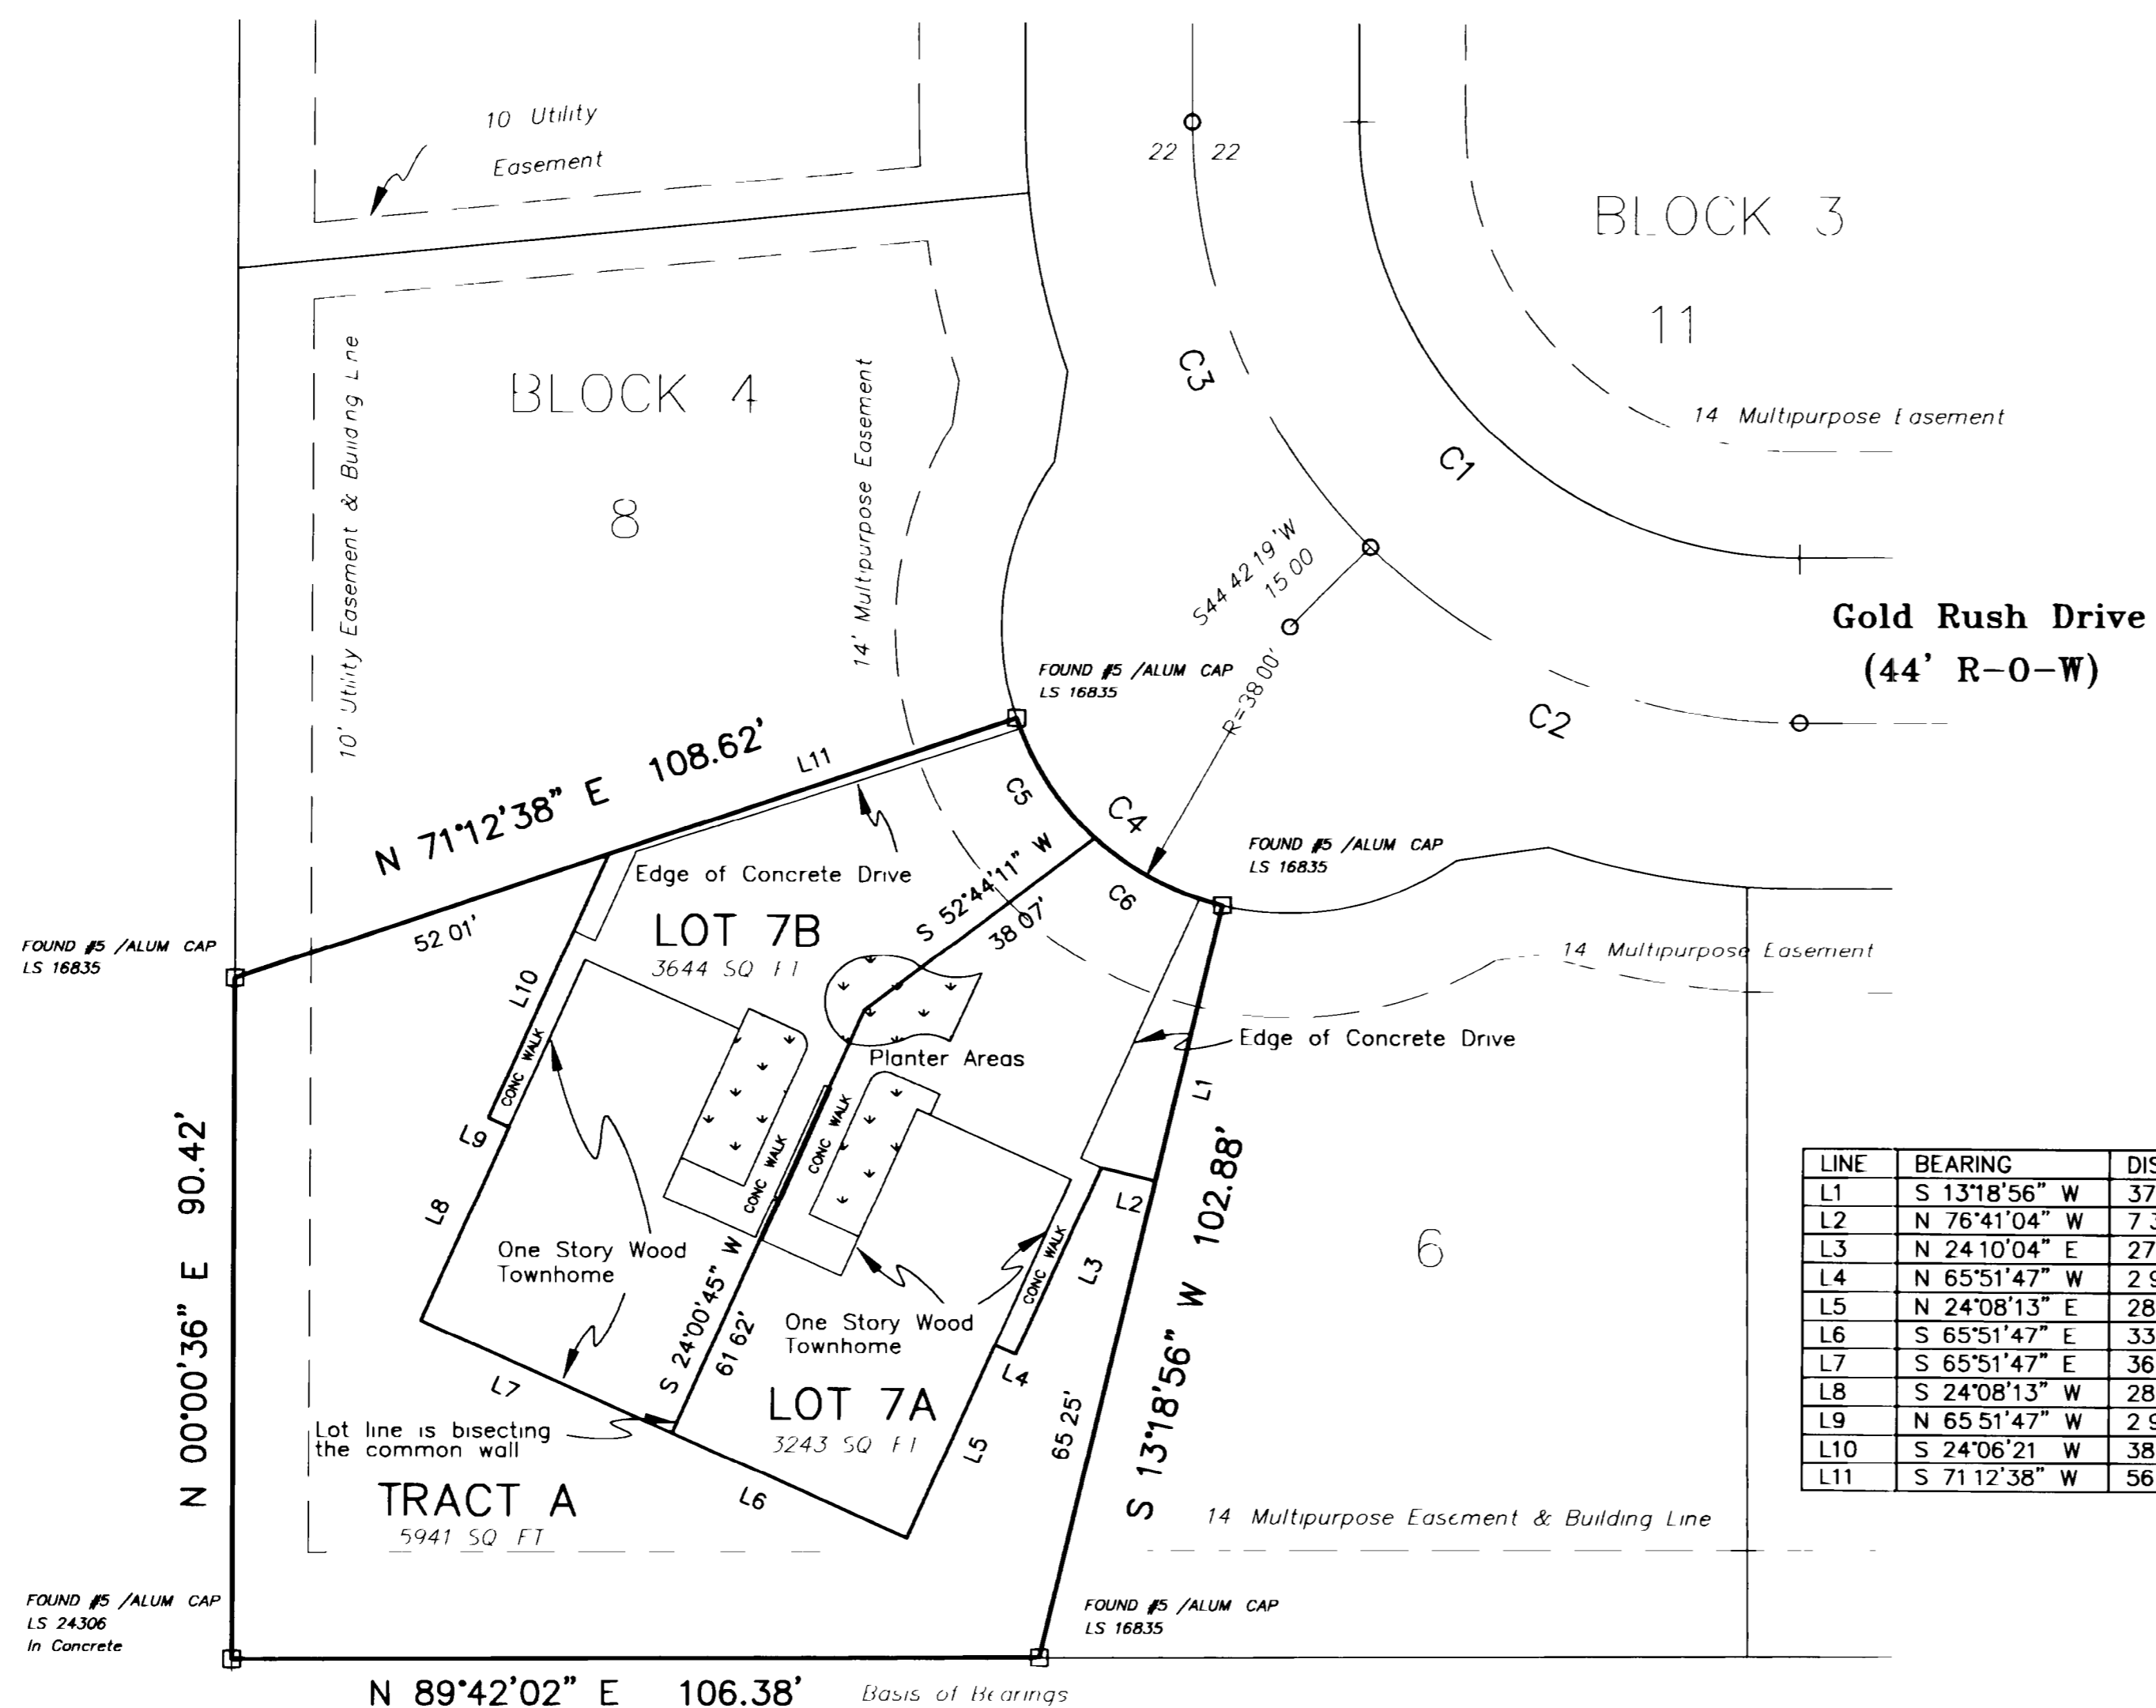 10 Utility
Easement
22 22
BLOCK 3
11
14 Multipurpose Easement
C3
C1
BLOCK 4
8
10' Utility Easement & Building Line
14' Multipurpose Easement
S44 42 19 'W
15 00
R=38 00'
Gold Rush Drive
(44' R-O-W)
C2
FOUND #5 /ALUM CAP
LS 16835
N 71°12'38" E 108.62'
L11
C5
C4
C6
FOUND #5 /ALUM CAP
LS 16835
Edge of Concrete Drive
S 52°44'11" W
38 07'
52 01'
FOUND #5 /ALUM CAP
LS 16835
LOT 7B
3644 SQ FT
14 Multipurpose Easement
L10
CONC WALK
Edge of Concrete Drive
Planter Areas
L9
L8
CONC WALK
CONC WALK
L1
L2
L3
CONC WALK
N 00°00'36" E 90.42'
S 13°18'56" W 102.88'
65 25'
One Story Wood
Townhome
S 24°00'45" W
61 62'
One Story Wood
Townhome
6
L4
L5
L7
L6
LOT 7A
3243 SQ FT
Lot line is bisecting
the common wall
TRACT A
5941 SQ FT
14 Multipurpose Easement & Building Line
FOUND #5 /ALUM CAP
LS 24306
In Concrete
FOUND #5 /ALUM CAP
LS 16835
N 89°42'02" E 106.38' Basis of Bearings
LINE BEARING
L1 S 13°18'56" W 37
L2 N 76°41'04" W
L3 N 24 10'04" E 27
L4 N 65°51'47" W
L5 N 24°08'13" E 28
L6 S 65°51'47" E 33
L7 S 65°51'47" E 36
L8 S 24°08'13" W 28
L9 N 65 51'47" W
L10 S 24°06'21 W 38
L11 S 71 12'38" W 56